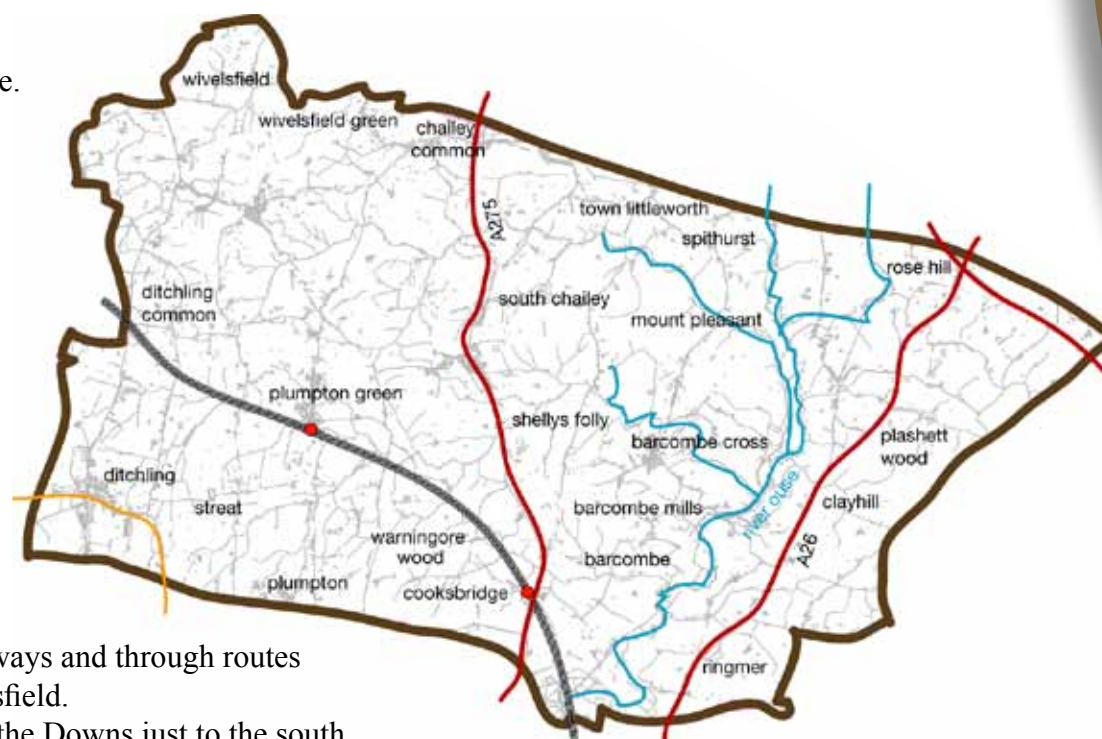 e.
wivelsfield
wivelsfield green
chailey
common
A275
town littleworth
spithurst
rose hill
ditchling
common
south chailey
mount pleasant
plumpton green
shellys folly
barcombe cross
plashett
wood
ditchling
streat
barcombe mills
river ouse
clayhill
warningore
wood
A26
barcombe
plumpton
cooksbridge
ringmer
ways and through routes
sfield.
the Downs just to the south